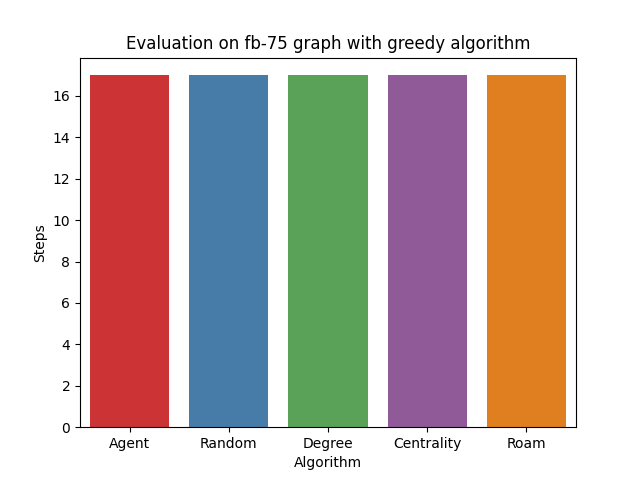 Evaluation on fb-75 graph with greedy algorithm
Steps
16
14
12
10
8
6
4
2
0
Agent Random Degree Centrality Roam
Algorithm